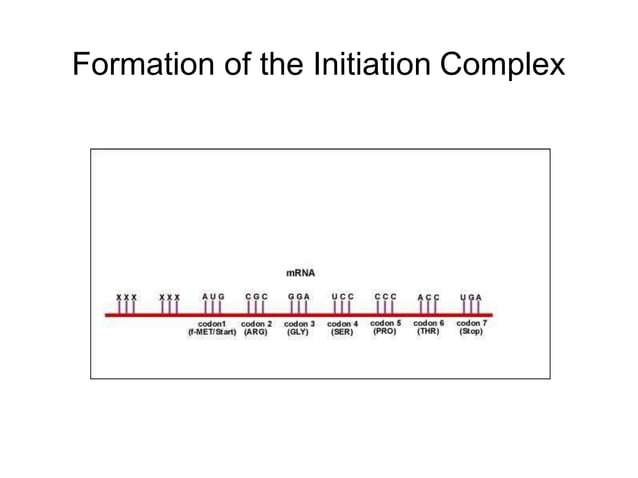 Formation of the Initiation Complex
mRNA
XXX XXX AUG CGC GGA UCC CCC ACC UGA
codon1 codon 2 codon 3 codon 4 codon 5 codon 6 codon 7
(f-MET/Start) (ARG) (GLY) (SER) (PRO) (THR) (Stop)